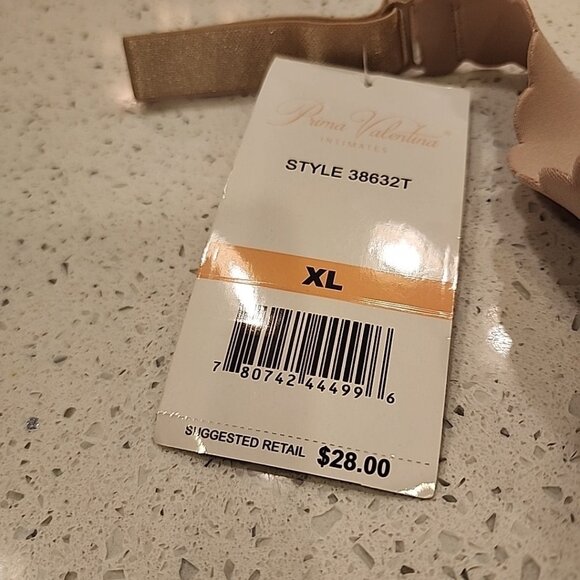 Prima Valentina®
INTIMATES
STYLE 38632T
XL
7 80742 44499 6
SUGGESTED RETAIL $28.00